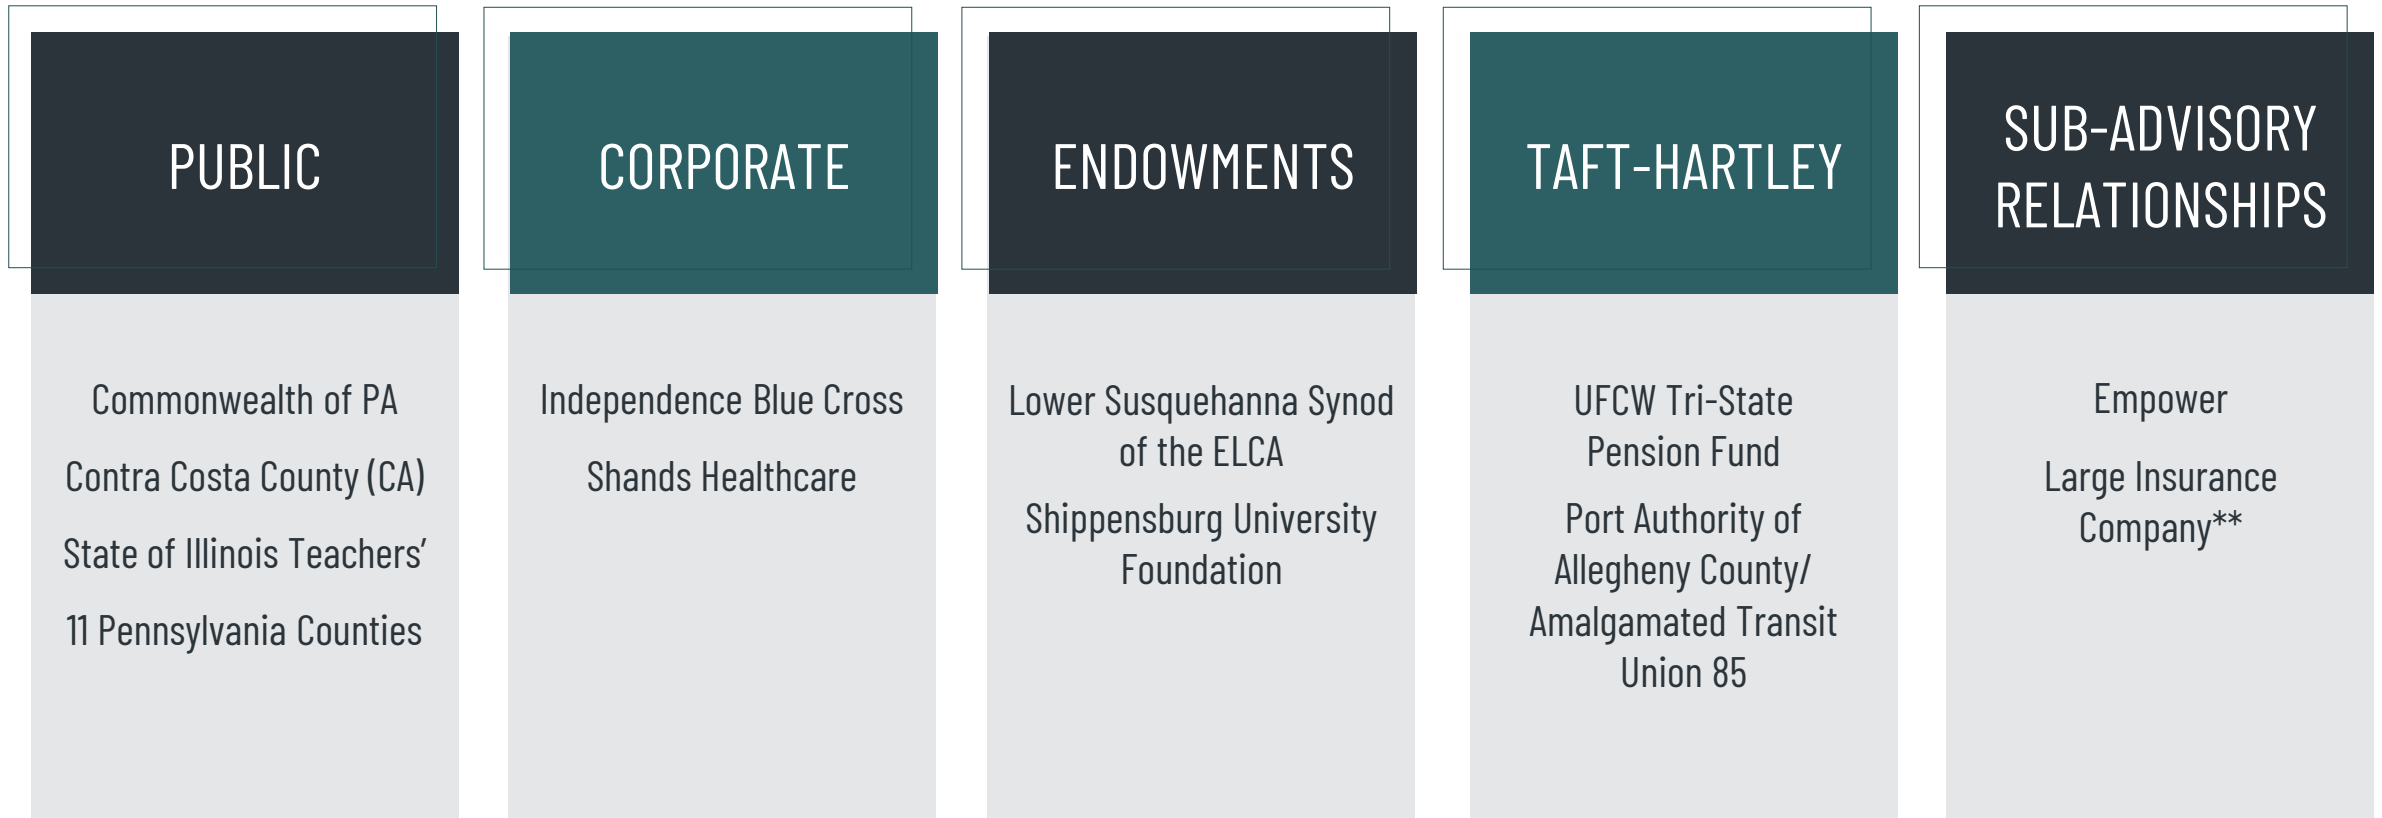 PUBLIC
Commonwealth of PA
Contra Costa County (CA)
State of Illinois Teachers’
11 Pennsylvania Counties
CORPORATE
Independence Blue Cross
Shands Healthcare
ENDOWMENTS
Lower Susquehanna Synod
of the ELCA
Shippensburg University
Foundation
TAFT-HARTLEY
UFCW Tri-State
Pension Fund
Port Authority of
Allegheny County/
Amalgamated Transit
Union 85
SUB-ADVISORY
RELATIONSHIPS
Empower
Large Insurance
Company**